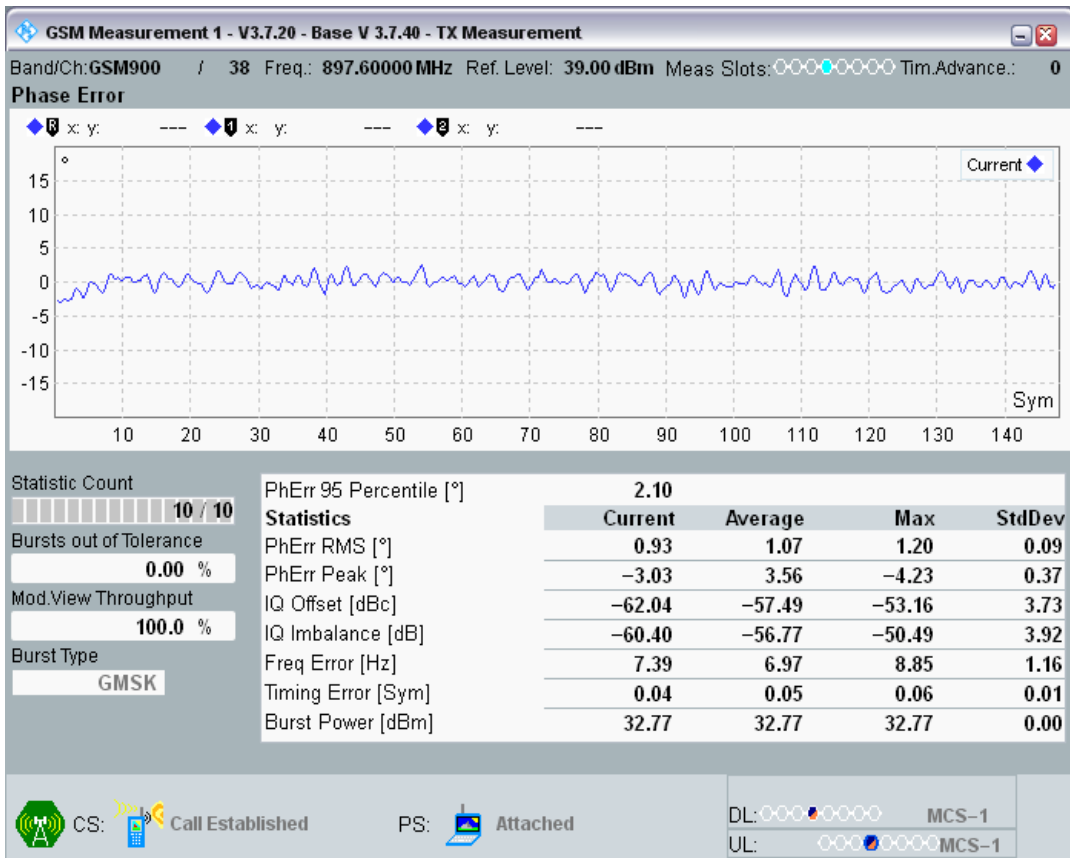 GSM Measurement 1 - V3.7.20 - Base V 3.7.40 - TX Measurement
Band/Ch:GSM900 / 38 Freq.: 897.60000 MHz Ref. Level: 39.00 dBm Meas Slots: Tim.Advance.: 0
Phase Error
R x: y: --- 1 x: y: --- 2 x: y: ---
°
Current
15
10
5
0
-5
-10
-15
Sym
10 20 30 40 50 60 70 80 90 100 110 120 130 140
Statistic Count
10 / 10
Bursts out of Tolerance
0.00 %
Mod.View Throughput
100.0 %
Burst Type
GMSK
PhErr 95 Percentile [°] 2.10
Statistics Current Average Max StdDev
PhErr RMS [°] 0.93 1.07 1.20 0.09
PhErr Peak [°] −3.03 3.56 −4.23 0.37
IQ Offset [dBc] −62.04 −57.49 −53.16 3.73
IQ Imbalance [dB] −60.40 −56.77 −50.49 3.92
Freq Error [Hz] 7.39 6.97 8.85 1.16
Timing Error [Sym] 0.04 0.05 0.06 0.01
Burst Power [dBm] 32.77 32.77 32.77 0.00
CS: Call Established PS: Attached
DL: MCS−1
UL: MCS−1